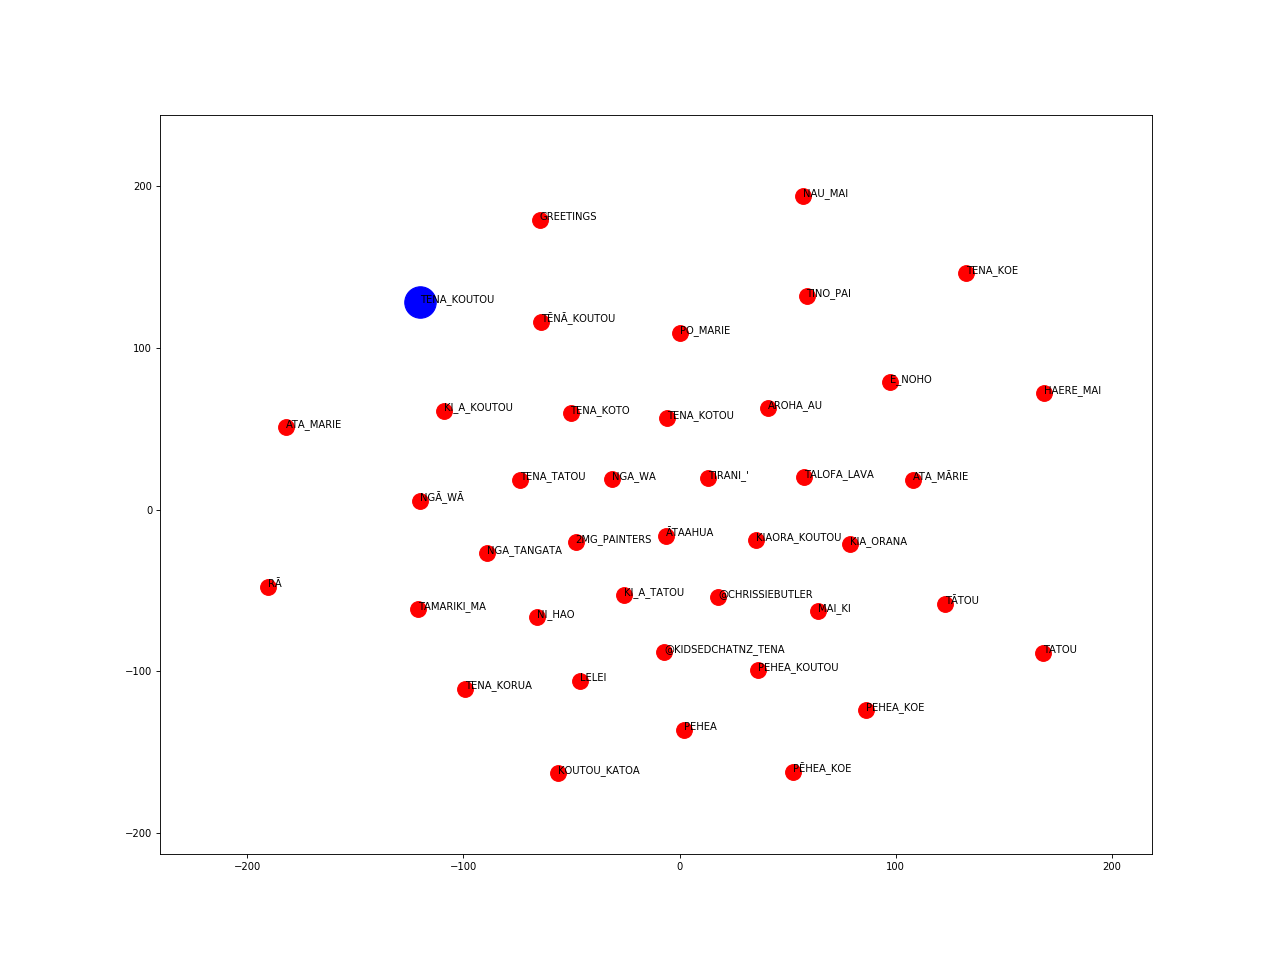 NAU_MAI
GREETINGS
TENA_KOE
TINO_PAI
TENA_KOUTOU
TĒNĀ_KOUTOU
PO_MARIE
E_NOHO
HAERE_MAI
KI_A_KOUTOU
TENA_KOTO
TENA_KOTOU
AROHA_AU
ATA_MARIE
TENA_TATOU
NGA_WA
TIRANI_'
TALOFA_LAVA
ATA_MĀRIE
NGĀ_WĀ
ĀTAAHUA
2MG_PAINTERS
KIAORA_KOUTOU
KIA_ORANA
NGA_TANGATA
RĀ
KI_A_TATOU
@CHRISSIEBUTLER
TĀTOU
TAMARIKI_MA
NI_HAO
MAI_KI
@KIDSEDCHATNZ_TENA
TATOU
PEHEA_KOUTOU
TENA_KORUA
LELEI
PEHEA_KOE
PEHEA
KOUTOU_KATOA
PĒHEA_KOE
200
100
0
−100
−200
−200 −100 0 100 200